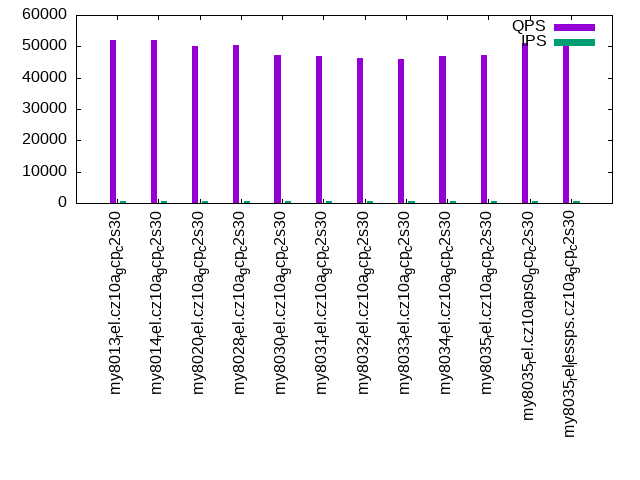 60000
50000
40000
30000
20000
10000
0
QPS
IPS
my8013rel.cz10agcpc2s30
my8014rel.cz10agcpc2s30
my8020rel.cz10agcpc2s30
my8028rel.cz10agcpc2s30
my8030rel.cz10agcpc2s30
my8031rel.cz10agcpc2s30
my8032rel.cz10agcpc2s30
my8033rel.cz10agcpc2s30
my8034rel.cz10agcpc2s30
my8035rel.cz10agcpc2s30
my8035rel.cz10aps0gcpc2s30
my8035rellessps.cz10agcpc2s30